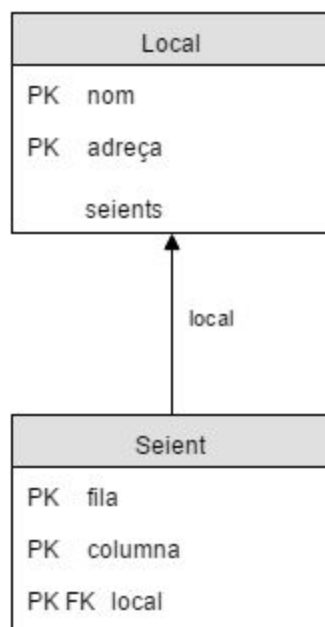 Local
PK nom
PK adreça
seients
local
Seient
PK fila
PK columna
PK FK local